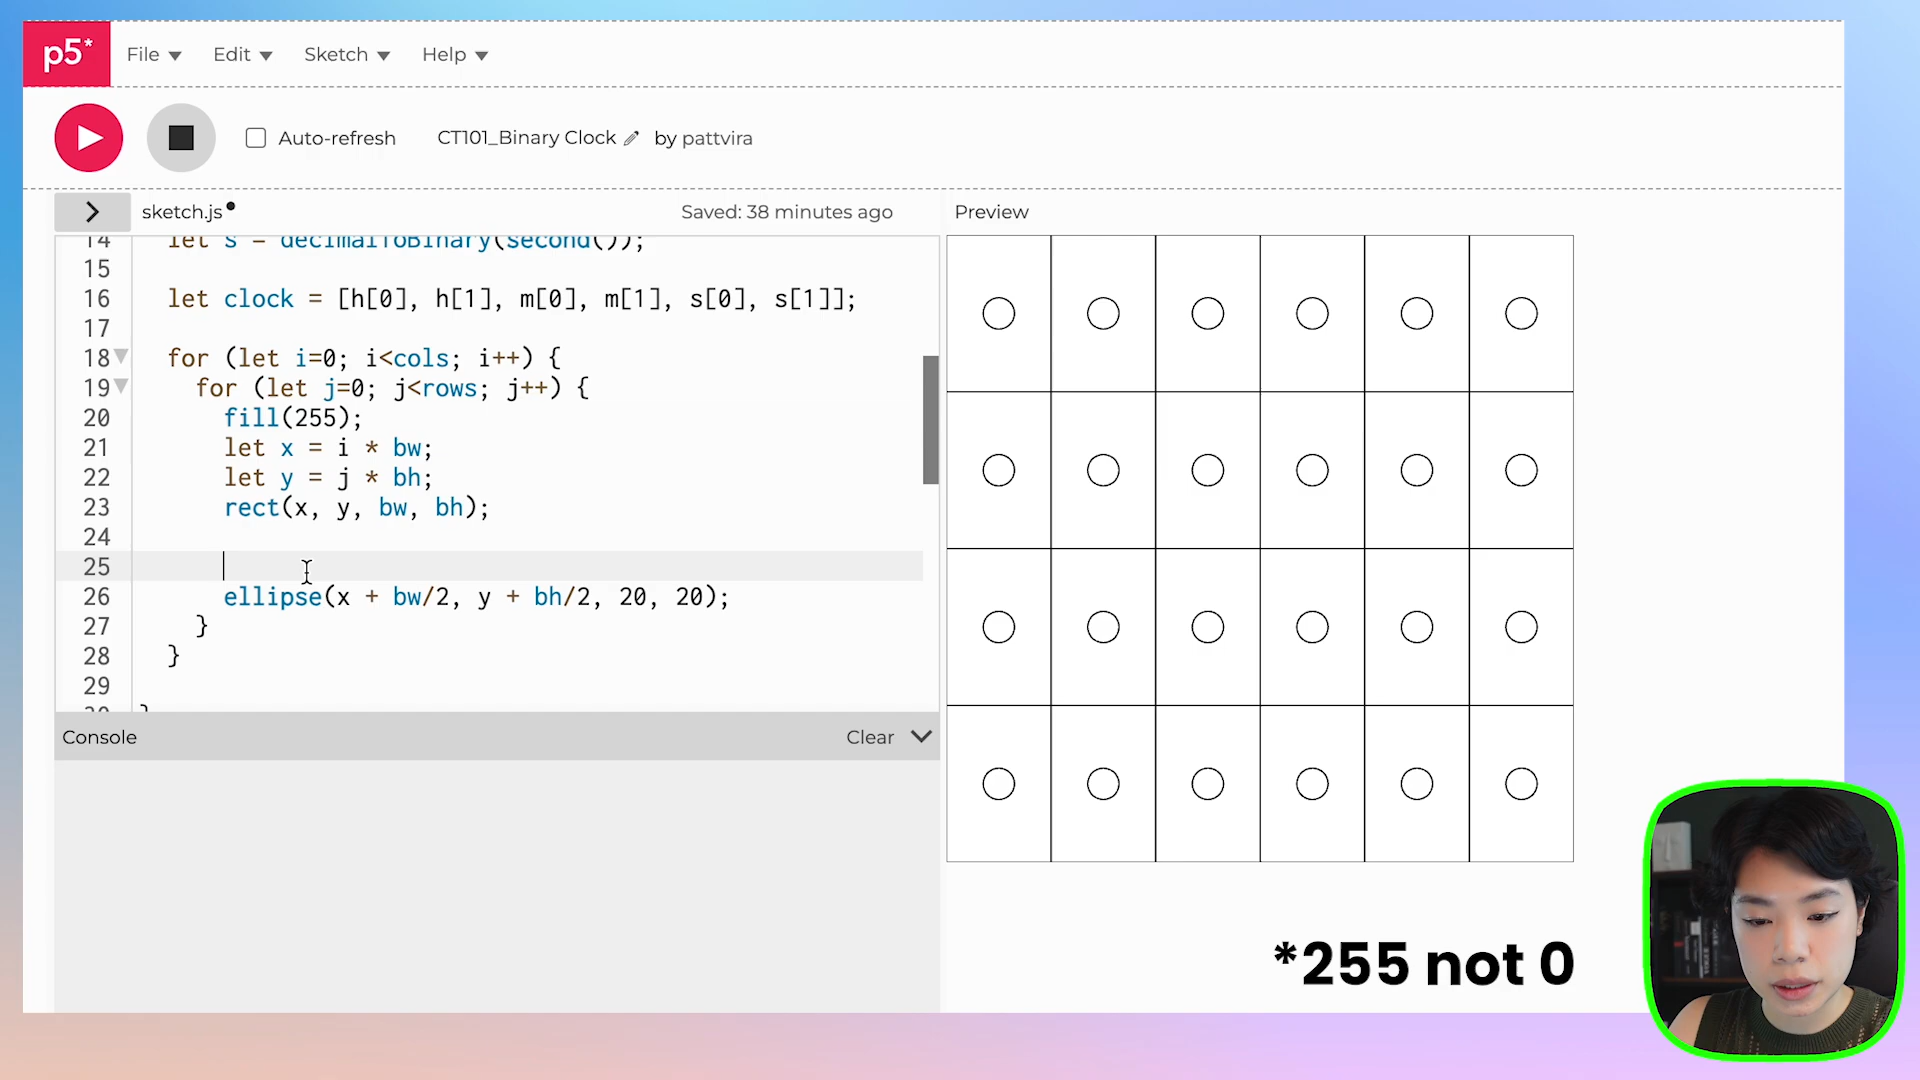 p5*
File
Edit
Sketch
Help
Auto-refresh
CT101_Binary Clock
by pattvira
sketch.js
Saved: 38 minutes ago
Preview
14 let s = decimalToBinary(second());
15
16 let clock = [h[0], h[1], m[0], m[1], s[0], s[1]];
17
18 for (let i=0; i<cols; i++) {
19 for (let j=0; j<rows; j++) {
20 fill(255);
21 let x = i * bw;
22 let y = j * bh;
23 rect(x, y, bw, bh);
24
25
26 ellipse(x + bw/2, y + bh/2, 20, 20);
27 }
28 }
29
30 }
Console
Clear
*255 not 0